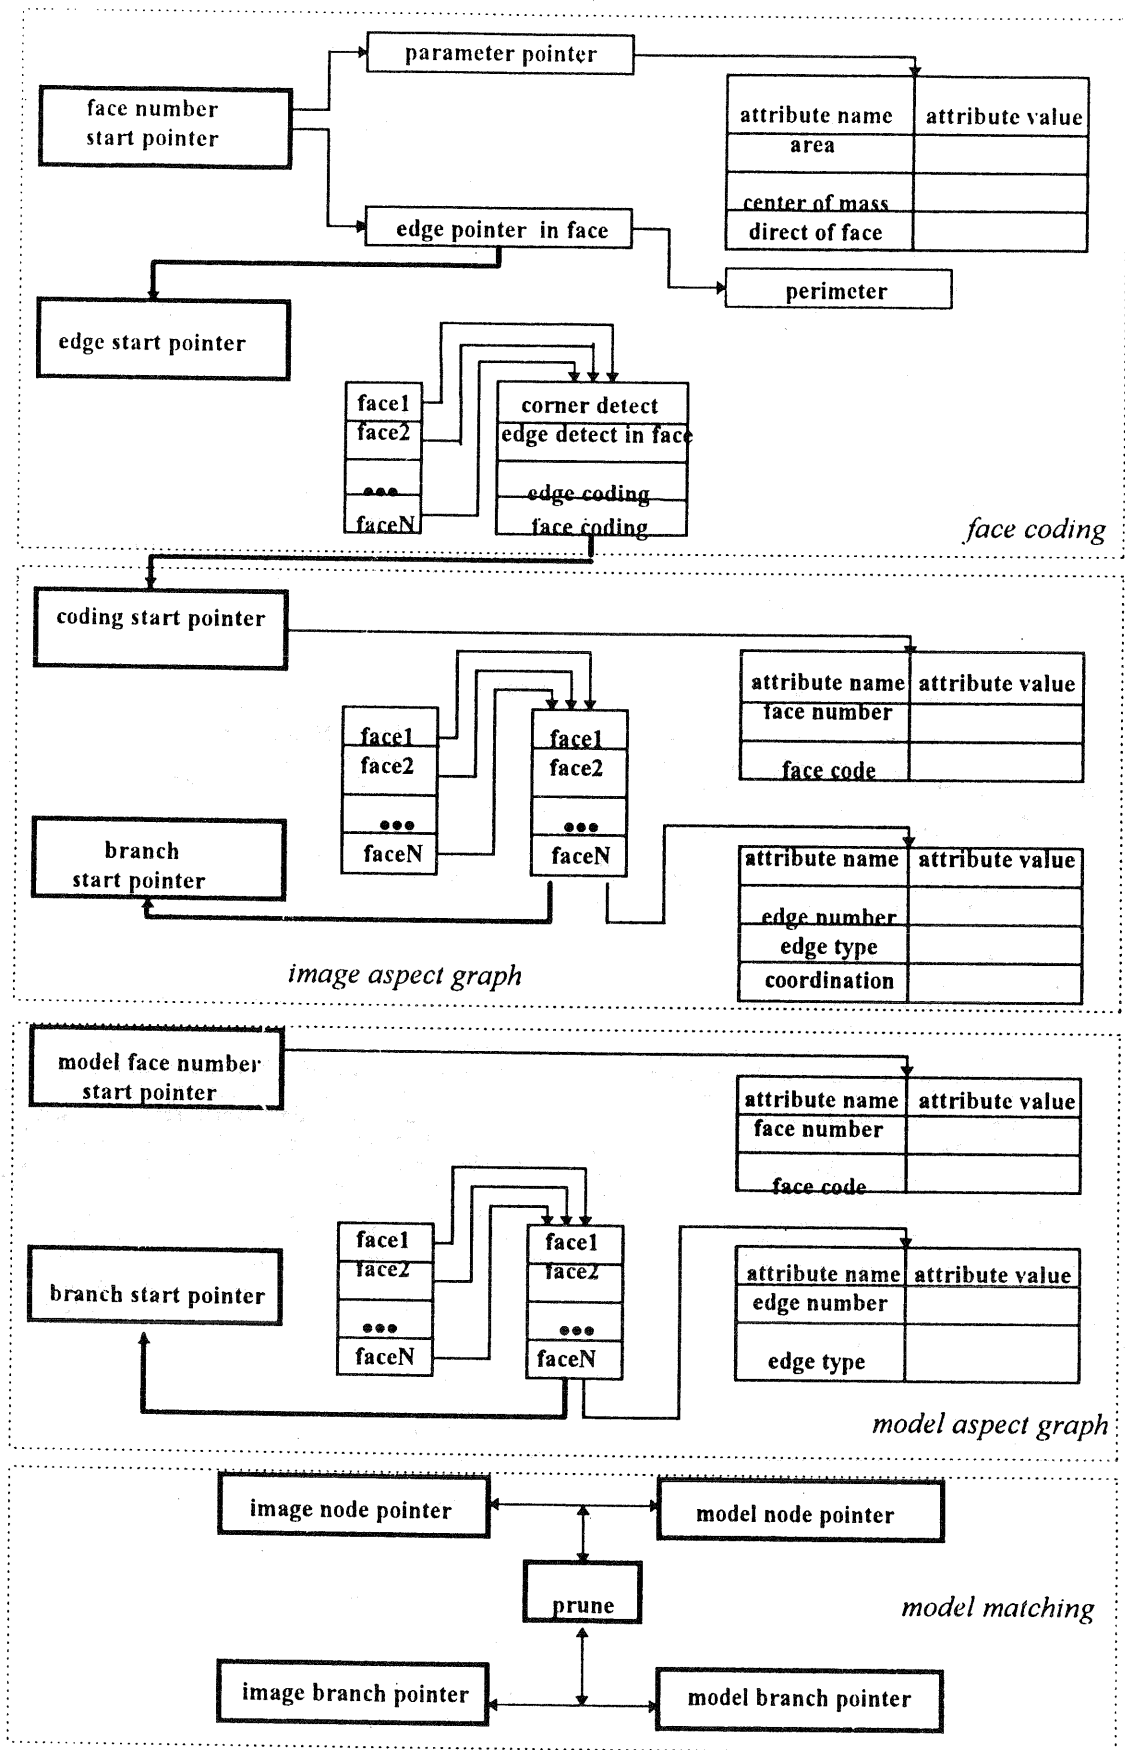 parameter pointer
face number
start pointer
attribute name attribute value
area
center of mass
direct of face
edge pointer in face
perimeter
edge start pointer
face1
face2
•••
faceN
corner detect
edge detect in face
edge coding
face coding
face coding
coding start pointer
attribute name attribute value
face number
face code
face1
face2
•••
faceN
face1
face2
•••
faceN
branch
start pointer
attribute name attribute value
edge number
edge type
coordination
image aspect graph
model face number
start pointer
attribute name attribute value
face number
face code
face1
face2
•••
faceN
face1
face2
•••
faceN
branch start pointer
attribute name attribute value
edge number
edge type
model aspect graph
image node pointer
model node pointer
prune
model matching
image branch pointer
model branch pointer